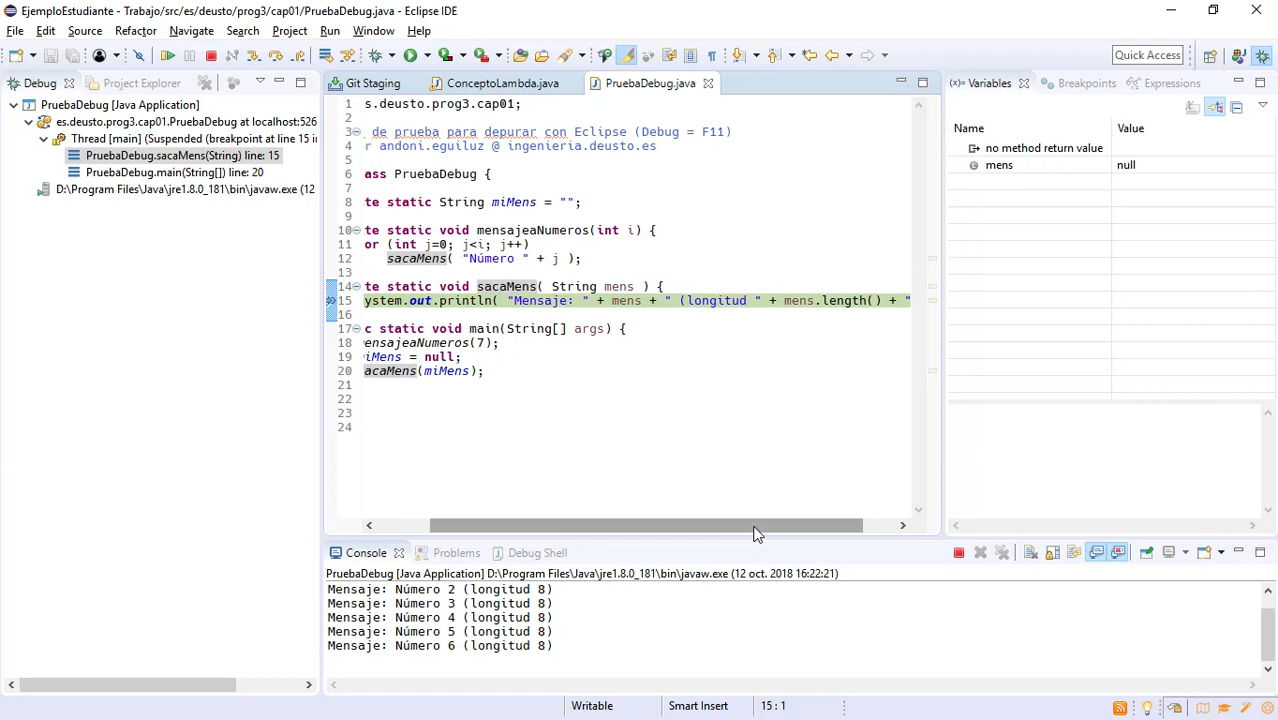 EjemploEstudiante - Trabajo/src/es/deusto/prog3/cap01/PruebaDebug.java - Eclipse IDE
File Edit Source Refactor Navigate Search Project Run Window Help
Quick Access
Debug Project Explorer
PruebaDebug [Java Application]
es.deusto.prog3.cap01.PruebaDebug at localhost:526
Thread [main] (Suspended (breakpoint at line 15 in
PruebaDebug.sacaMens(String) line: 15
PruebaDebug.main(String[]) line: 20
D:\Program Files\Java\jre1.8.0_181\bin\javaw.exe (12
Git Staging ConceptoLambda.java PruebaDebug.java
1 s.deusto.prog3.cap01;
2
3 de prueba para depurar con Eclipse (Debug = F11)
4 r andoni.eguiluz @ ingenieria.deusto.es
5
6 ass PruebaDebug {
7
8 te static String miMens = "";
9
10 te static void mensajeaNumeros(int i) {
11 or (int j=0; j<i; j++)
12 sacaMens( "Número " + j );
13
14 te static void sacaMens( String mens ) {
15 ystem.out.println( "Mensaje: " + mens + " (longitud " + mens.length() + "
16
17 c static void main(String[] args) {
18 ensajeaNumeros(7);
19 iMens = null;
20 acaMens(miMens);
21
22
23
24
Variables Breakpoints Expressions
Name Value
no method return value
mens null
Console Problems Debug Shell
PruebaDebug [Java Application] D:\Program Files\Java\jre1.8.0_181\bin\javaw.exe (12 oct. 2018 16:22:21)
Mensaje: Número 2 (longitud 8)
Mensaje: Número 3 (longitud 8)
Mensaje: Número 4 (longitud 8)
Mensaje: Número 5 (longitud 8)
Mensaje: Número 6 (longitud 8)
Writable Smart Insert 15 : 1